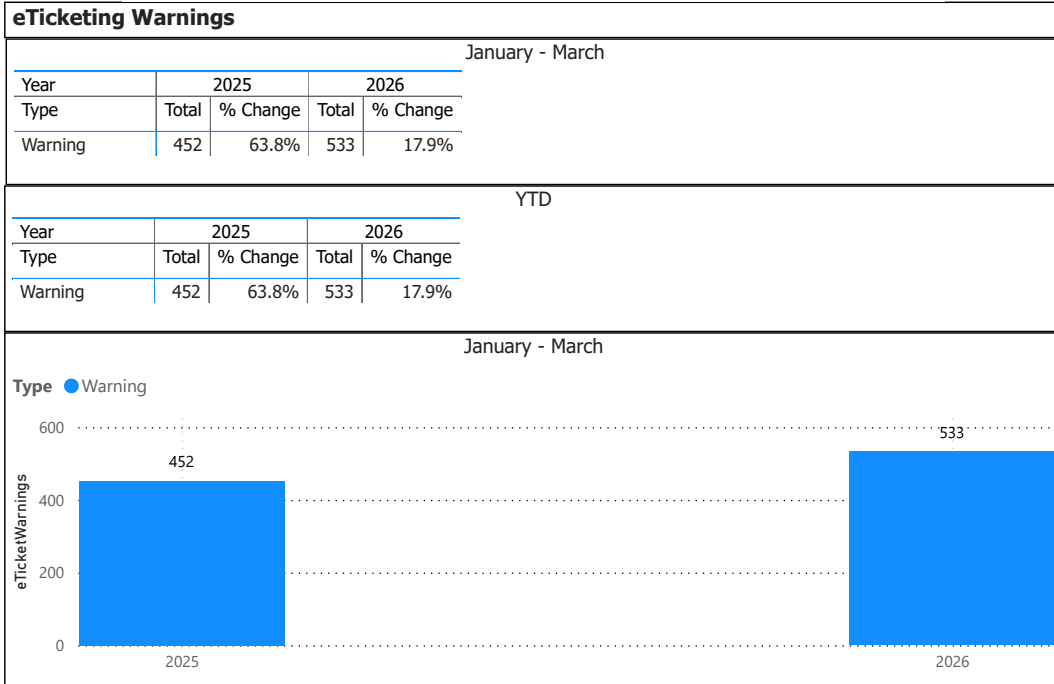 eTicketing Warnings
January - March
Year 2025 2026
Type Total % Change Total % Change
Warning 452 63.8% 533 17.9%
YTD
Year 2025 2026
Type Total % Change Total % Change
Warning 452 63.8% 533 17.9%
January - March
Type Warning
eTicketWarnings
600
400
200
0
452
533
2025 2026